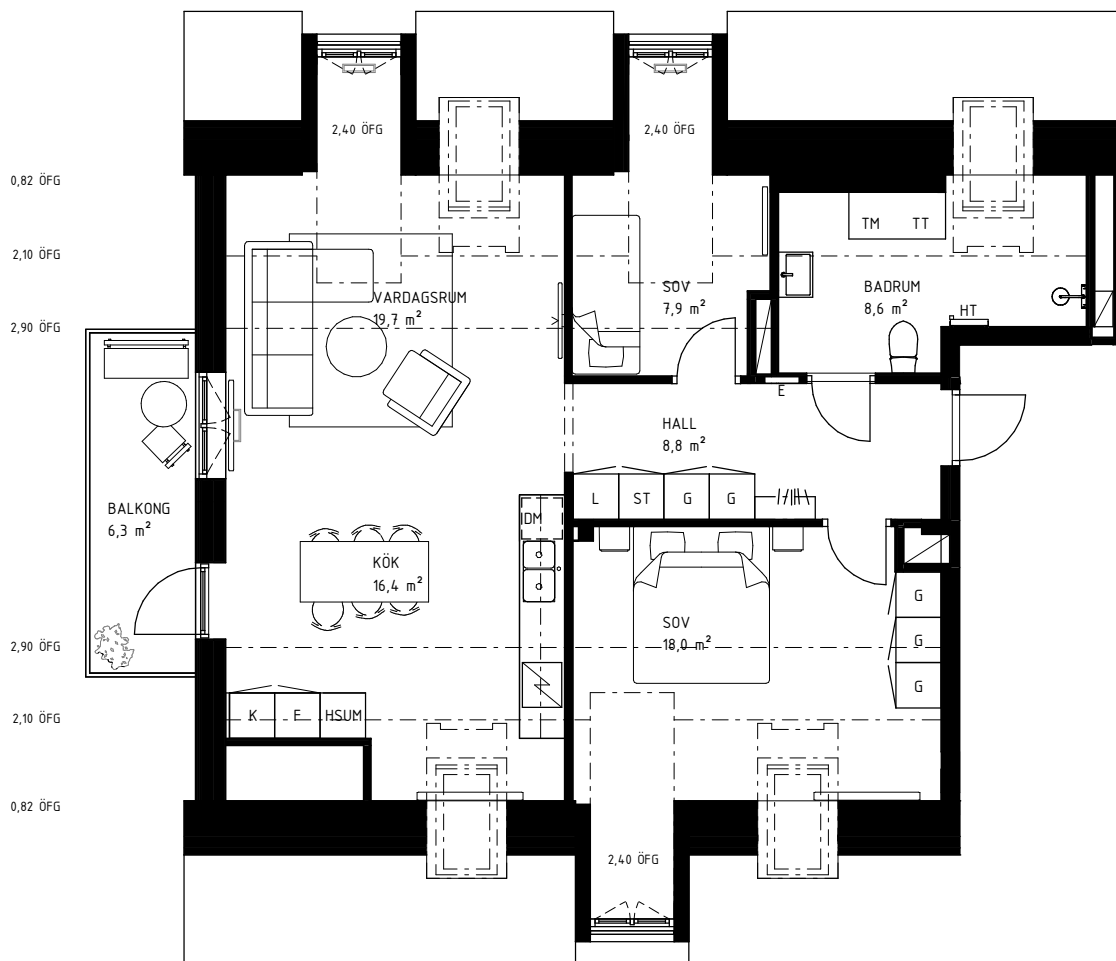 2,40 ÖFG
2,40 ÖFG
0,82 ÖFG
TM
TT
2,10 ÖFG
VARDAGSRUM
19,7 m²
SOV
7,9 m²
BADRUM
8,6 m²
HT
2,90 ÖFG
E
HALL
8,8 m²
L
ST
G
G
BALKONG
6,3 m²
DM
KÖK
16,4 m²
SOV
18,0 m²
G
G
G
2,90 ÖFG
K
F
HSUM
2,10 ÖFG
0,82 ÖFG
2,40 ÖFG